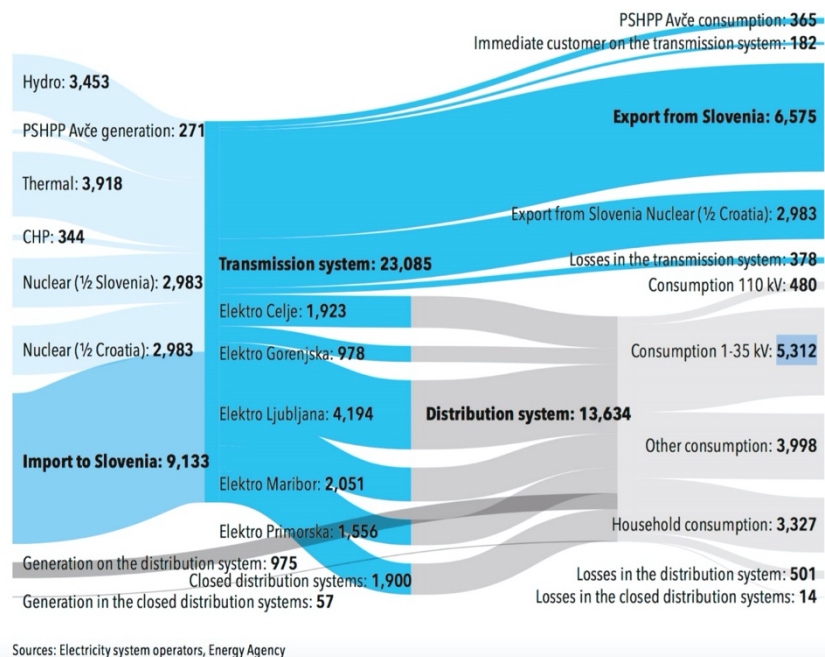 PSHPP Avče consumption: 365
Immediate customer on the transmission system: 182
Hydro: 3,453
Export from Slovenia: 6,575
PSHPP Avče generation: 271
Thermal: 3,918
Export from Slovenia Nuclear (½ Croatia): 2,983
CHP: 344
Transmission system: 23,085
Losses in the transmission system: 378
Nuclear (½ Slovenia): 2,983
Consumption 110 kV: 480
Elektro Celje: 1,923
Nuclear (½ Croatia): 2,983
Elektro Gorenjska: 978
Consumption 1-35 kV: 5,312
Elektro Ljubljana: 4,194
Distribution system: 13,634
Other consumption: 3,998
Import to Slovenia: 9,133
Elektro Maribor: 2,051
Elektro Primorska: 1,556
Household consumption: 3,327
Generation on the distribution system: 975
Closed distribution systems: 1,900
Losses in the distribution system: 501
Generation in the closed distribution systems: 57
Losses in the closed distribution systems: 14
Sources: Electricity system operators, Energy Agency